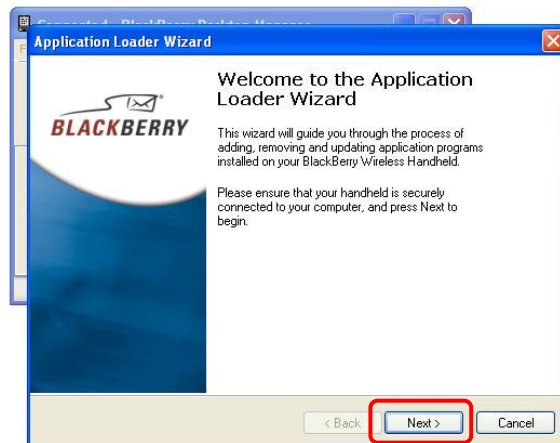 Connected - BlackBerry Desktop Manager
Application Loader Wizard
BLACKBERRY
Welcome to the Application
Loader Wizard
This wizard will guide you through the process of
adding, removing and updating application programs
installed on your BlackBerry Wireless Handheld.
Please ensure that your handheld is securely
connected to your computer, and press Next to
begin.
< Back
Next >
Cancel